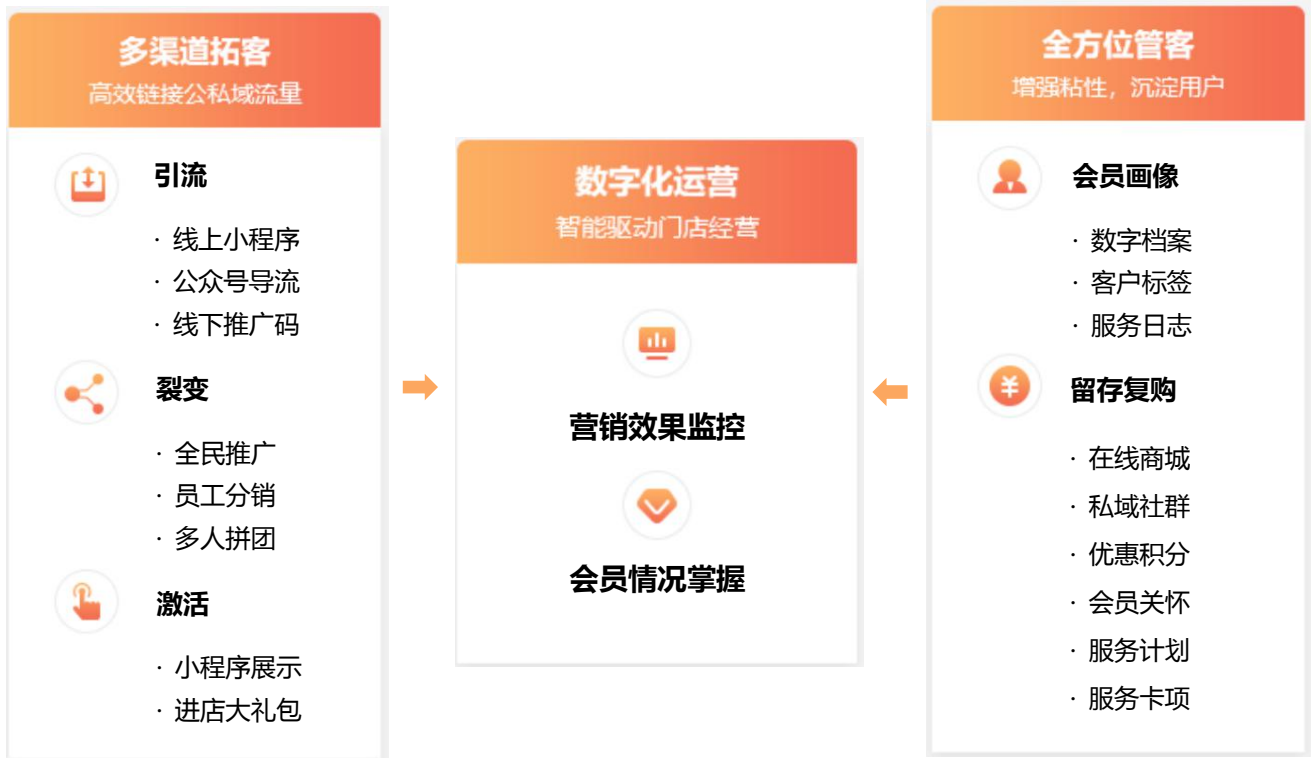 多渠道拓客
高效链接公私域流量
引流
· 线上小程序
· 公众号导流
· 线下推广码
裂变
· 全民推广
· 员工分销
· 多人拼团
激活
· 小程序展示
· 进店大礼包
数字化运营
智能驱动门店经营
营销效果监控
会员情况掌握
全方位管客
增强粘性，沉淀用户
会员画像
· 数字档案
· 客户标签
· 服务日志
¥
留存复购
· 在线商城
· 私域社群
· 优惠积分
· 会员关怀
· 服务计划
· 服务卡项